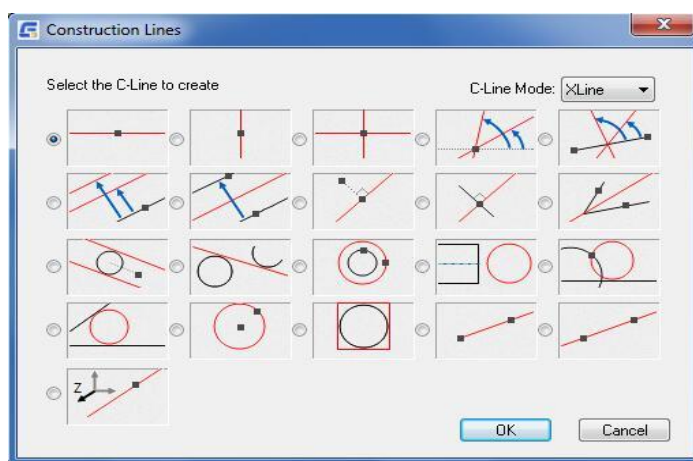 Construction Lines
Select the C-Line to create
C-Line Mode: XLine
Z
OK
Cancel